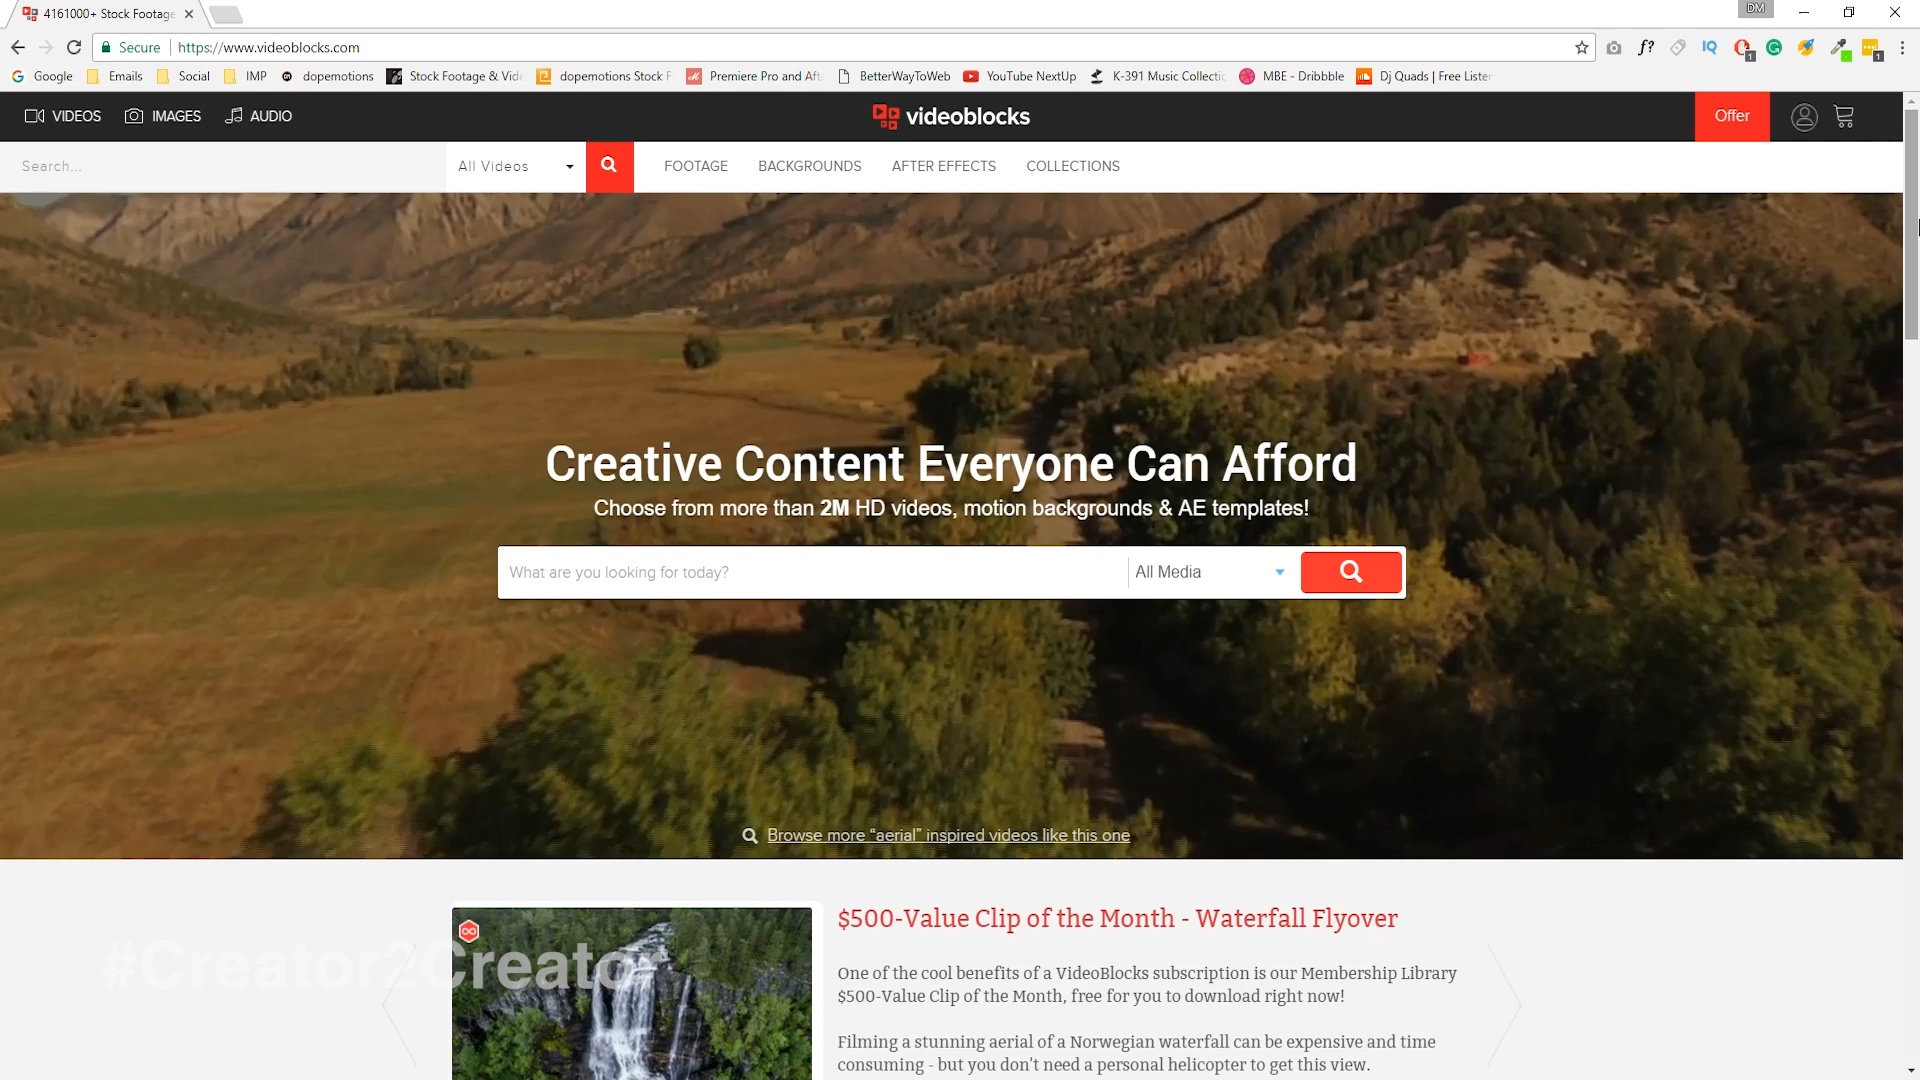 4161000+ Stock Footage
DM
Secure
https://www.videoblocks.com
f?
IQ
1
1
Google
Emails
Social
IMP
dopemotions
Stock Footage & Vid
dopemotions Stock F
Premiere Pro and Aft
BetterWayToWeb
YouTube NextUp
K-391 Music Collectic
MBE - Dribbble
Dj Quads | Free Lister
VIDEOS
IMAGES
AUDIO
videoblocks
Offer
Search...
All Videos
FOOTAGE
BACKGROUNDS
AFTER EFFECTS
COLLECTIONS
Creative Content Everyone Can Afford
Choose from more than 2M HD videos, motion backgrounds & AE templates!
What are you looking for today?
All Media
Browse more “aerial” inspired videos like this one
#Creator2Creator
$500-Value Clip of the Month - Waterfall Flyover
One of the cool benefits of a VideoBlocks subscription is our Membership Library
$500-Value Clip of the Month, free for you to download right now!
Filming a stunning aerial of a Norwegian waterfall can be expensive and time
consuming - but you don't need a personal helicopter to get this view.